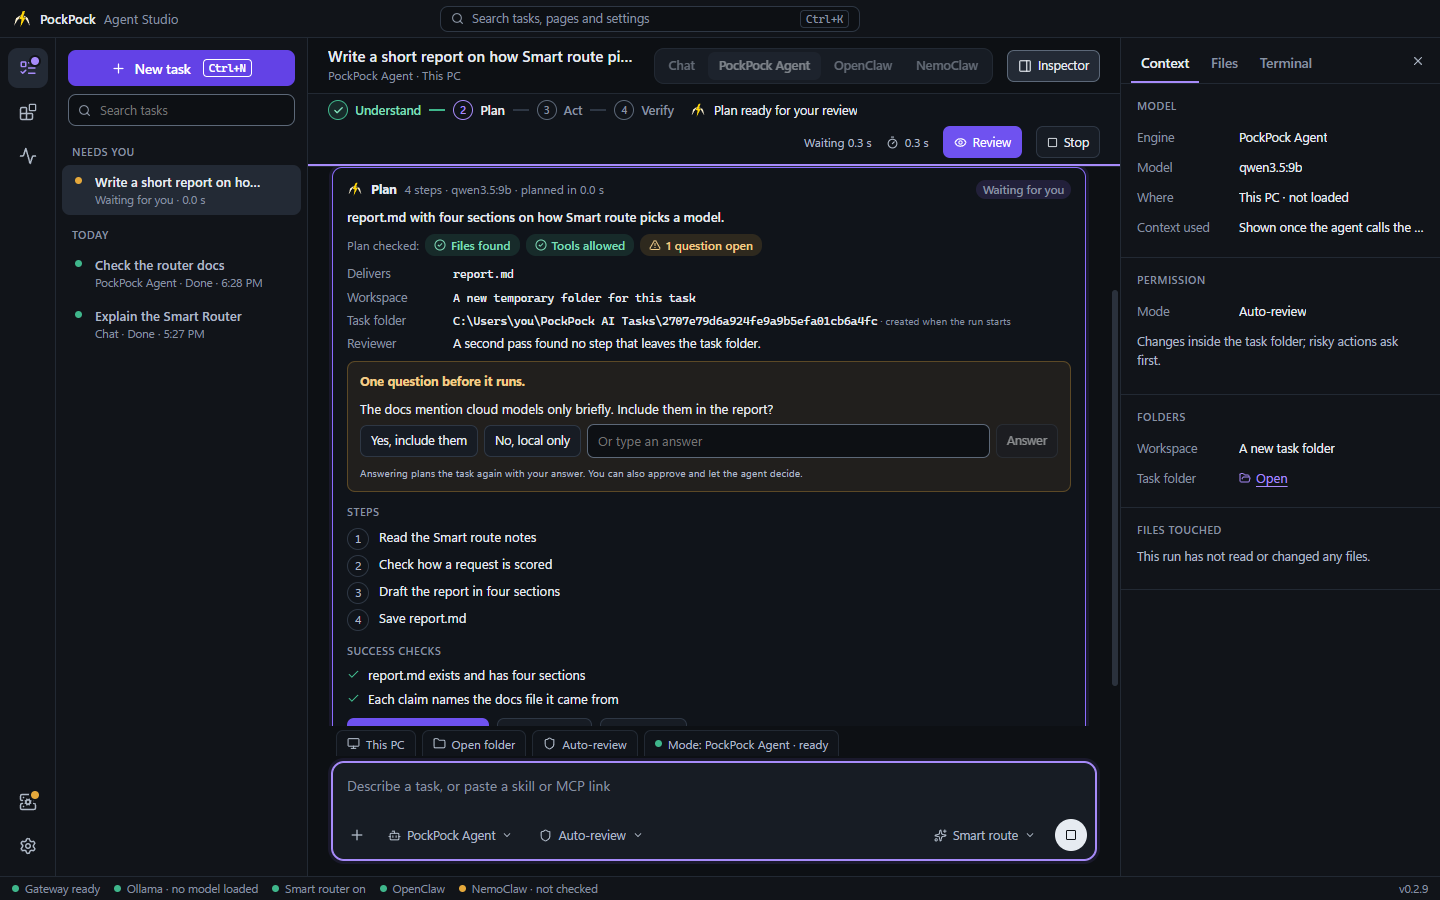 PockPock Agent Studio
Search tasks, pages and settings Ctrl+K
New task Ctrl+N
Search tasks
NEEDS YOU
Write a short report on ho...
Waiting for you · 0.0 s
TODAY
Check the router docs
PockPock Agent · Done · 6:28 PM
Explain the Smart Router
Chat · Done · 5:27 PM
Write a short report on how Smart route pi...
PockPock Agent · This PC
Chat PockPock Agent OpenClaw NemoClaw
Inspector
Understand 2 Plan 3 Act 4 Verify Plan ready for your review
Waiting 0.3 s 0.3 s Review Stop
Plan 4 steps · qwen3.5:9b · planned in 0.0 s Waiting for you
report.md with four sections on how Smart route picks a model.
Plan checked: Files found Tools allowed 1 question open
Delivers report.md
Workspace A new temporary folder for this task
Task folder C:\Users\you\PockPock AI Tasks\2707e79d6a924fe9a9b5efa01cb6a4fc · created when the run starts
Reviewer A second pass found no step that leaves the task folder.
One question before it runs.
The docs mention cloud models only briefly. Include them in the report?
Yes, include them No, local only Or type an answer Answer
Answering plans the task again with your answer. You can also approve and let the agent decide.
STEPS
1 Read the Smart route notes
2 Check how a request is scored
3 Draft the report in four sections
4 Save report.md
SUCCESS CHECKS
report.md exists and has four sections
Each claim names the docs file it came from
This PC Open folder Auto-review Mode: PockPock Agent · ready
Describe a task, or paste a skill or MCP link
PockPock Agent Auto-review Smart route
Context Files Terminal
MODEL
Engine PockPock Agent
Model qwen3.5:9b
Where This PC · not loaded
Context used Shown once the agent calls the ...
PERMISSION
Mode Auto-review
Changes inside the task folder; risky actions ask
first.
FOLDERS
Workspace A new task folder
Task folder Open
FILES TOUCHED
This run has not read or changed any files.
Gateway ready Ollama · no model loaded Smart router on OpenClaw NemoClaw · not checked v0.2.9